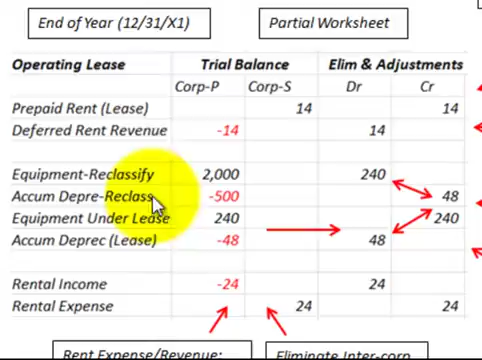 End of Year (12/31/X1)
Partial Worksheet
Operating Lease Trial Balance Elim & Adjustments
Corp-P Corp-S Dr Cr
Prepaid Rent (Lease) 14 14
Deferred Rent Revenue -14 14
Equipment-Reclassify 2,000 240
Accum Depre-Reclass -500 48
Equipment Under Lease 240 240
Accum Deprec (Lease) -48 48
Rental Income -24 24
Rental Expense 24 24
Rent Expense/Revenue: Eliminate Inter-corp